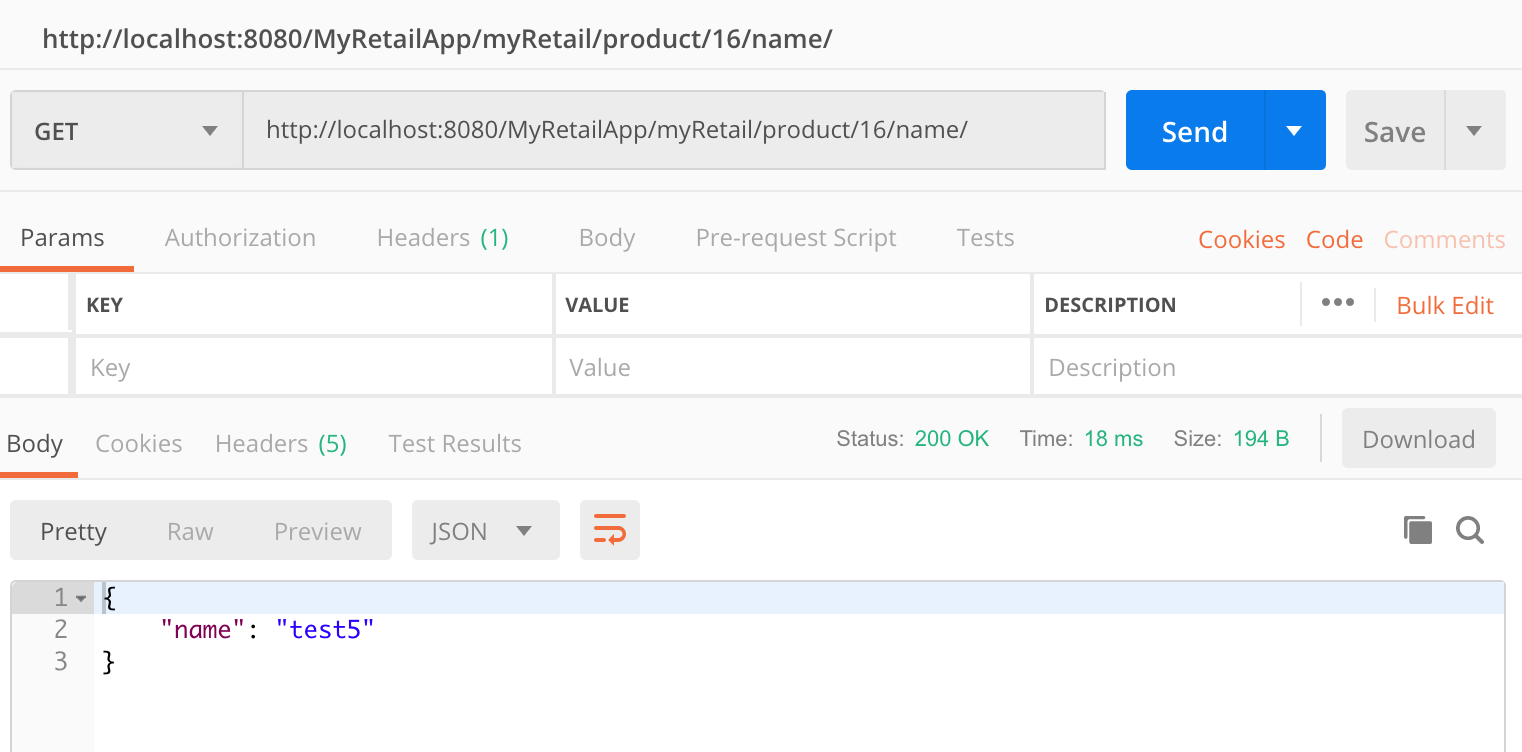 http://localhost:8080/MyRetailApp/myRetail/product/16/name/
GET http://localhost:8080/MyRetailApp/myRetail/product/16/name/ Send Save
Params Authorization Headers (1) Body Pre-request Script Tests Cookies Code Comments
KEY VALUE DESCRIPTION ••• Bulk Edit
Key Value Description
Body Cookies Headers (5) Test Results Status: 200 OK Time: 18 ms Size: 194 B Download
Pretty Raw Preview JSON
1 {
2 "name": "test5"
3 }